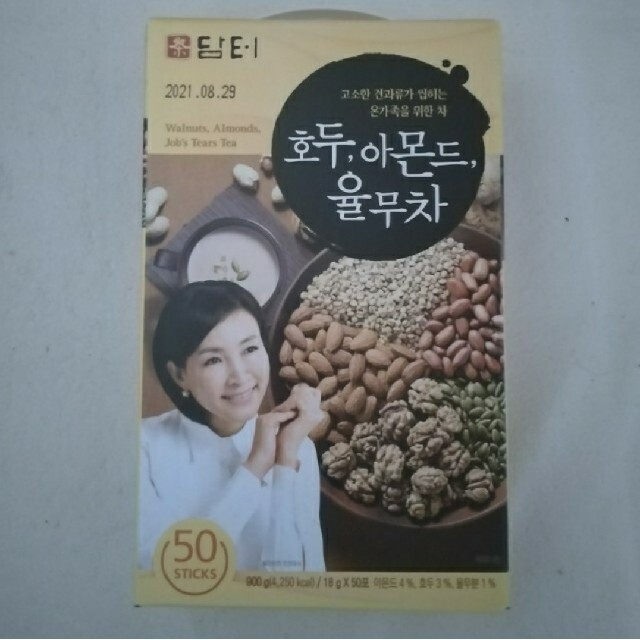 담터
2021.08.29
고소한 견과류가 씹히는
온가족을 위한 차
Walnuts, Almonds,
Job's Tears Tea
호두, 아몬드,
율무차
50
STICKS
900 g(4,250 kcal) / 18 g X 50포 아몬드 4 %, 호두 3 %, 율무분 1 %